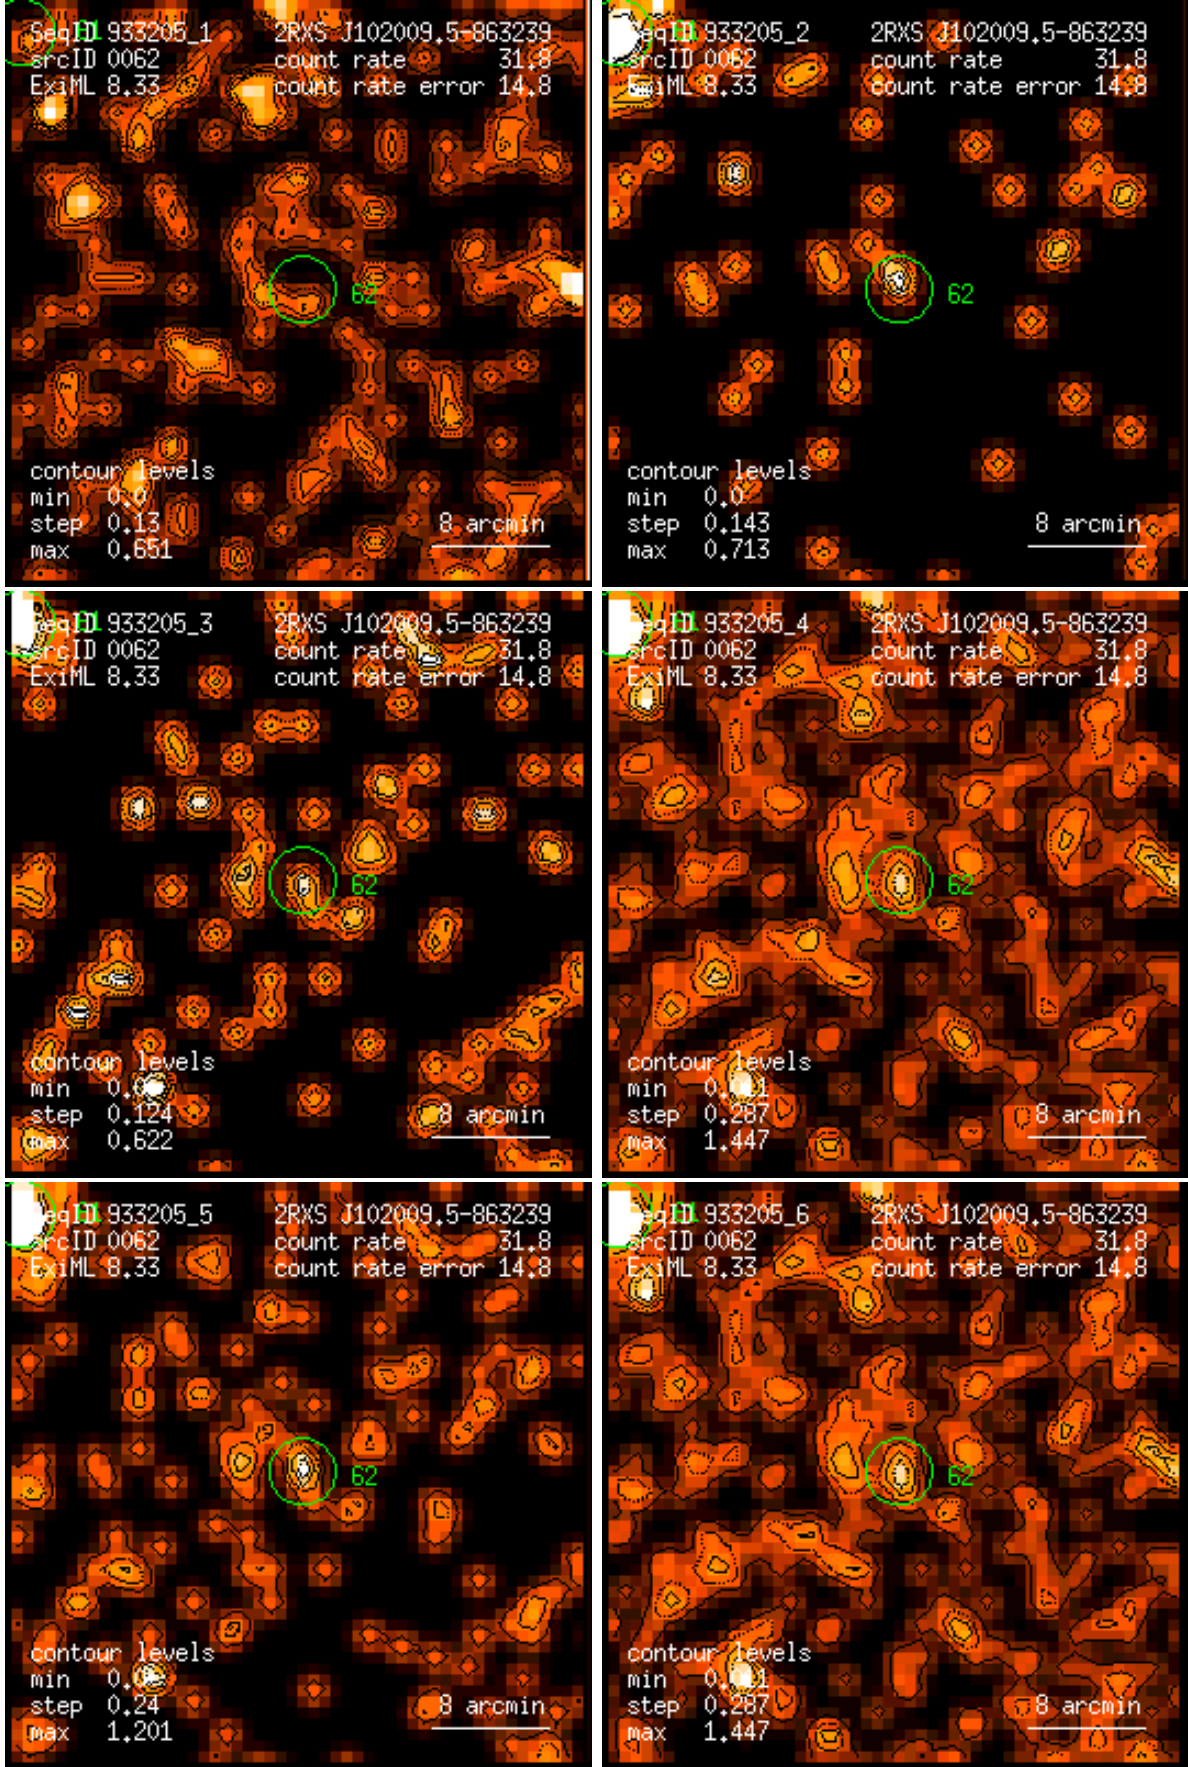 SeqID 933205_1 2RXS J102009.5-863239
srcID 0062 count rate 31.8
ExiML 8.33 count rate error 14.8
62
contour levels
min 0.0
step 0.13 8 arcmin
max 0.651
SeqID 933205_2 2RXS J102009.5-863239
srcID 0062 count rate 31.8
ExiML 8.33 count rate error 14.8
62
contour levels
min 0.0
step 0.143 8 arcmin
max 0.713
SeqID 933205_3 2RXS J102009.5-863239
srcID 0062 count rate 31.8
ExiML 8.33 count rate error 14.8
62
contour levels
min
step 0.124 8 arcmin
max 0.622
SeqID 933205_4 2RXS J102009.5-863239
srcID 0062 count rate 31.8
ExiML 8.33 count rate error 14.8
62
contour levels
min
step 0.287 8 arcmin
max 1.447
SeqID 933205_5 2RXS J102009.5-863239
srcID 0062 count rate 31.8
ExiML 8.33 count rate error 14.8
62
contour levels
min
step 0.24 8 arcmin
max 1.201
SeqID 933205_6 2RXS J102009.5-863239
srcID 0062 count rate 31.8
ExiML 8.33 count rate error 14.8
62
contour levels
min
step 0.287 8 arcmin
max 1.447